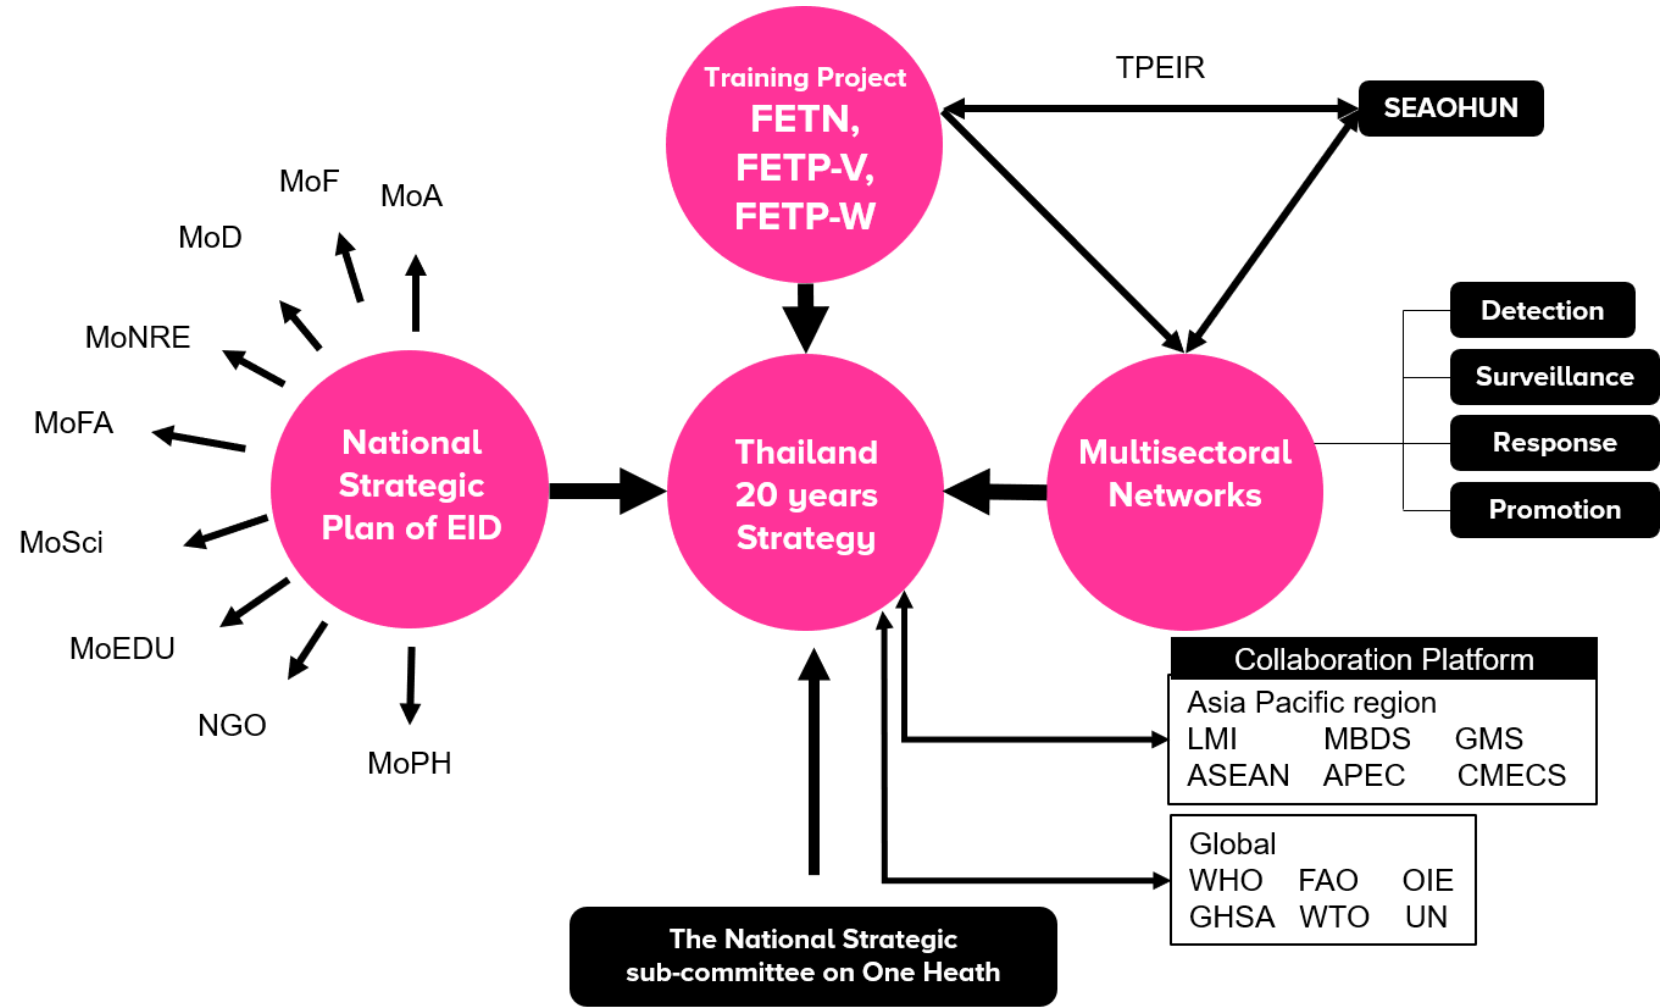 Training Project
FETN,
FETP-V,
FETP-W
TPEIR
SEAOHUN
MoF
MoA
MoD
MoNRE
MoFA
MoSci
MoEDU
NGO
MoPH
National
Strategic
Plan of EID
Thailand
20 years
Strategy
Multisectoral
Networks
Detection
Surveillance
Response
Promotion
Collaboration Platform
Asia Pacific region
LMI MBDS GMS
ASEAN APEC CMECS
Global
WHO FAO OIE
GHSA WTO UN
The National Strategic
sub-committee on One Heath